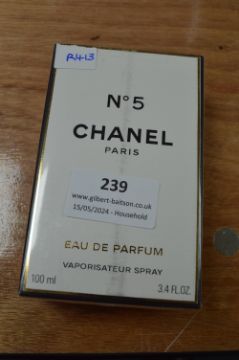 R413
N°5
CHANEL
PARIS
239
www.gilbert-baitson.co.uk
15/05/2024 - Household
EAU DE PARFUM
VAPORISATEUR SPRAY
100 ml 3.4 FL.OZ.